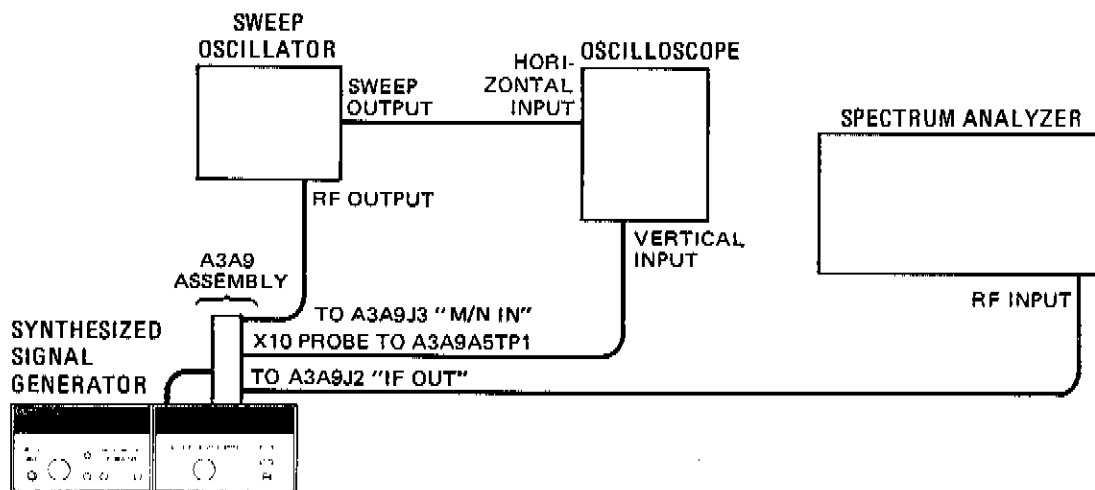 SWEEP
OSCILLATOR
SWEEP
OUTPUT
HORI-
ZONTAL
INPUT
OSCILLOSCOPE
SPECTRUM ANALYZER
RF OUTPUT
VERTICAL
INPUT
RF INPUT
A3A9
ASSEMBLY
TO A3A9J3 "M/N IN"
X10 PROBE TO A3A9A5TP1
TO A3A9J2 "IF OUT"
SYNTHESIZED
SIGNAL
GENERATOR